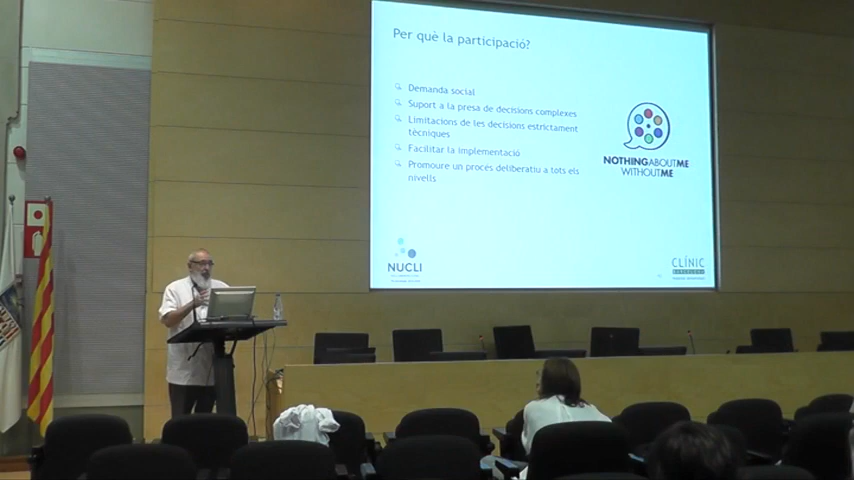 Per què la participació?
Demanda social
Suport a la presa de decisions complexes
Limitacions de les decisions estrictament
tècniques
Facilitar la implementació
Promoure un procés deliberatiu a tots els
nivells
NOTHINGABOUTME
WITHOUTME
NUCLI
CLÍNIC
BARCELONA